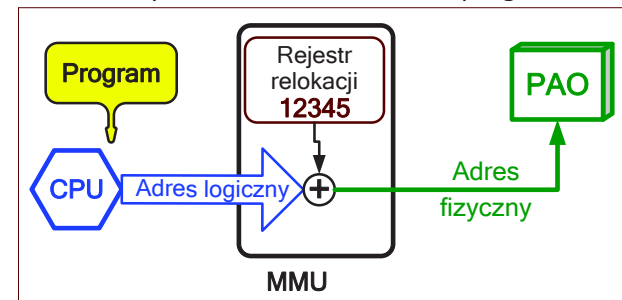 Program
Rejestr
relokacji
12345
PAO
CPU
Adres logiczny
+
Adres
fizyczny
MMU